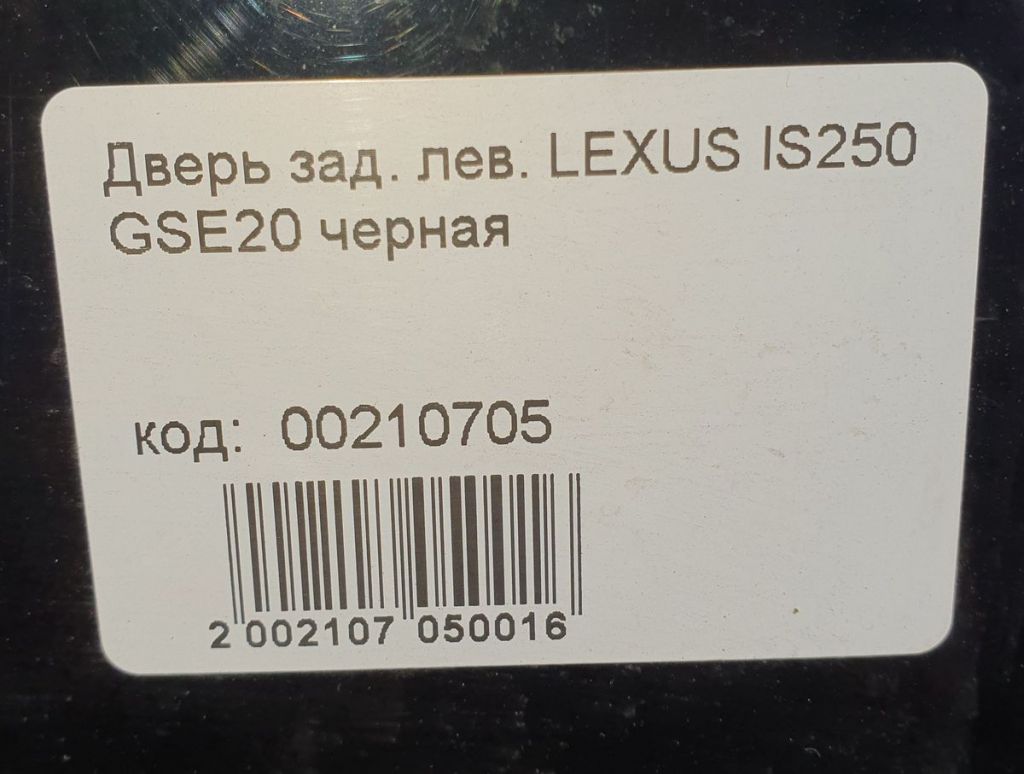 Дверь зад. лев. LEXUS IS250
GSE20 черная
код: 00210705
2 002107 050016